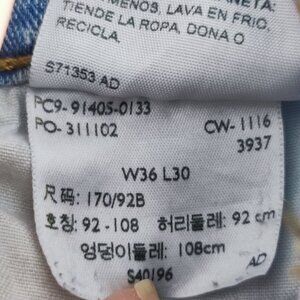 MENOS, LAVA EN FRIO,
TIENDE LA ROPA, DONA O
RECICLA.
S71353 AD
PC9-91405-0133
PO-311102
CW-1116
3937
W36 L30
尺码: 170/92B
호칭: 92-108 허리둘레: 92 cm
엉덩이둘레: 108cm
AD
S40196